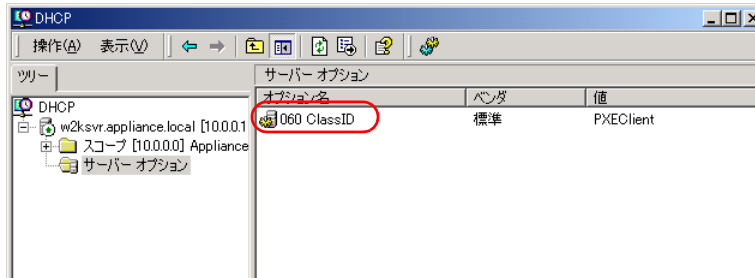 DHCP
操作(A) 表示(V)
ツリー
サーバー オプション
DHCP
w2ksvr.appliance.local [10.0.0.1
スコープ [10.0.0.0] Appliance
サーバー オプション
オプション名 ベンダ 値
060 ClassID 標準 PXEClient